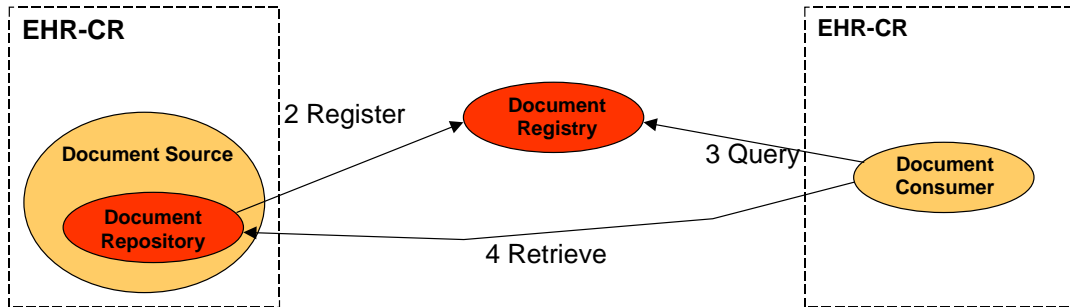 EHR-CR
EHR-CR
2 Register
Document
Registry
Document Source
3 Query
Document
Consumer
Document
Repository
4 Retrieve